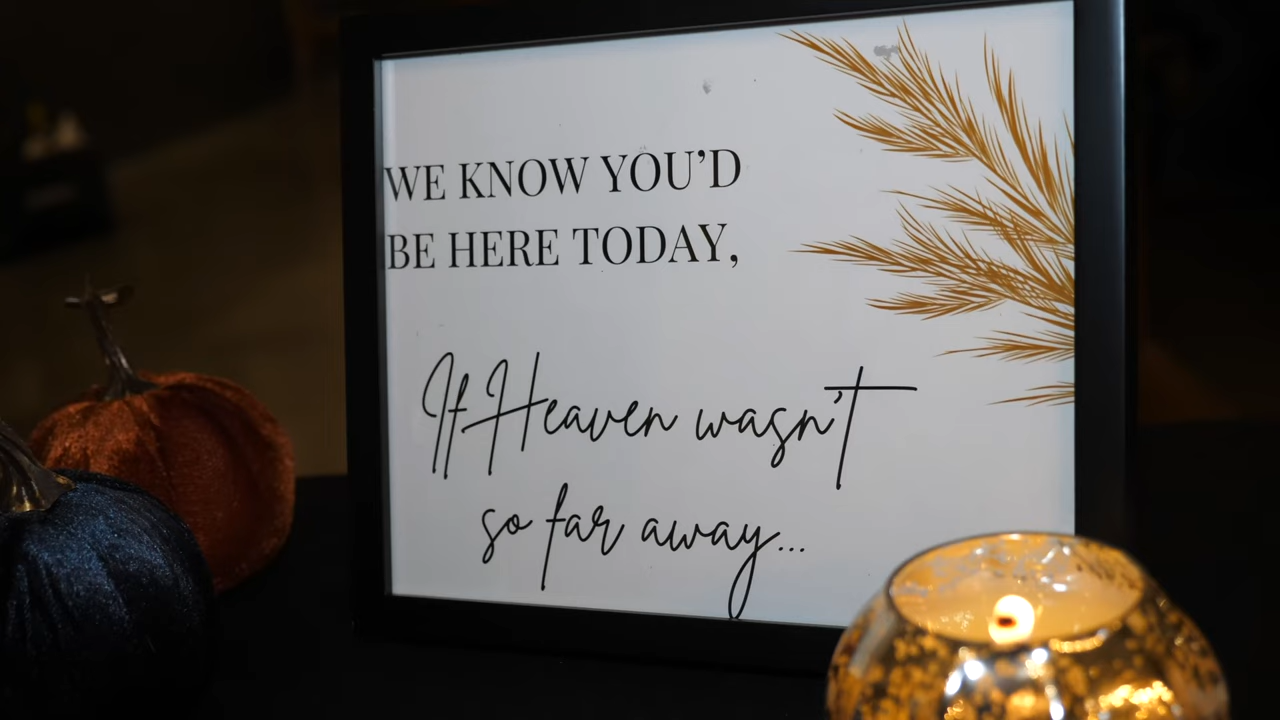 WE KNOW YOU’D
BE HERE TODAY,
If Heaven wasn't
so far away...